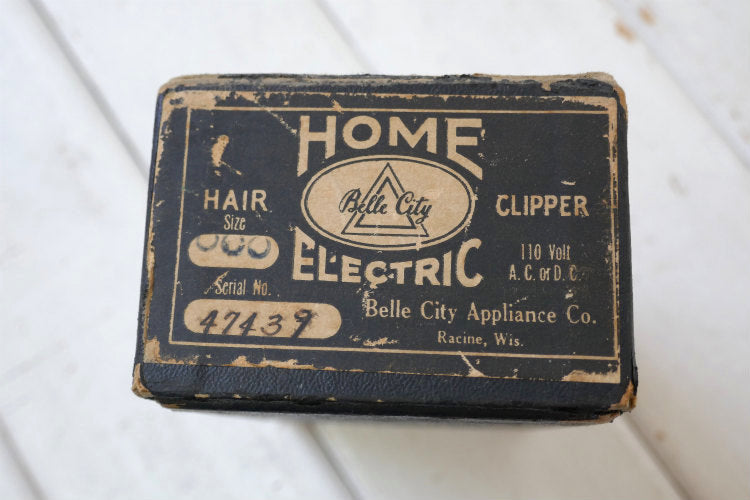 HOME
HAIR
Size
000
Belle City
CLIPPER
ELECTRIC
110 Volt
A.C. or D.C.
Serial No.
47439
Belle City Appliance Co.
Racine, Wis.